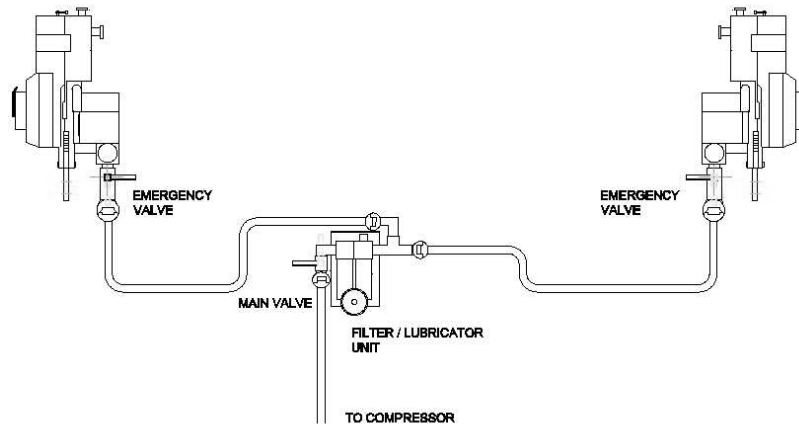 EMERGENCY
VALVE
EMERGENCY
VALVE
MAIN VALVE
FILTER / LUBRICATOR
UNIT
TO COMPRESSOR